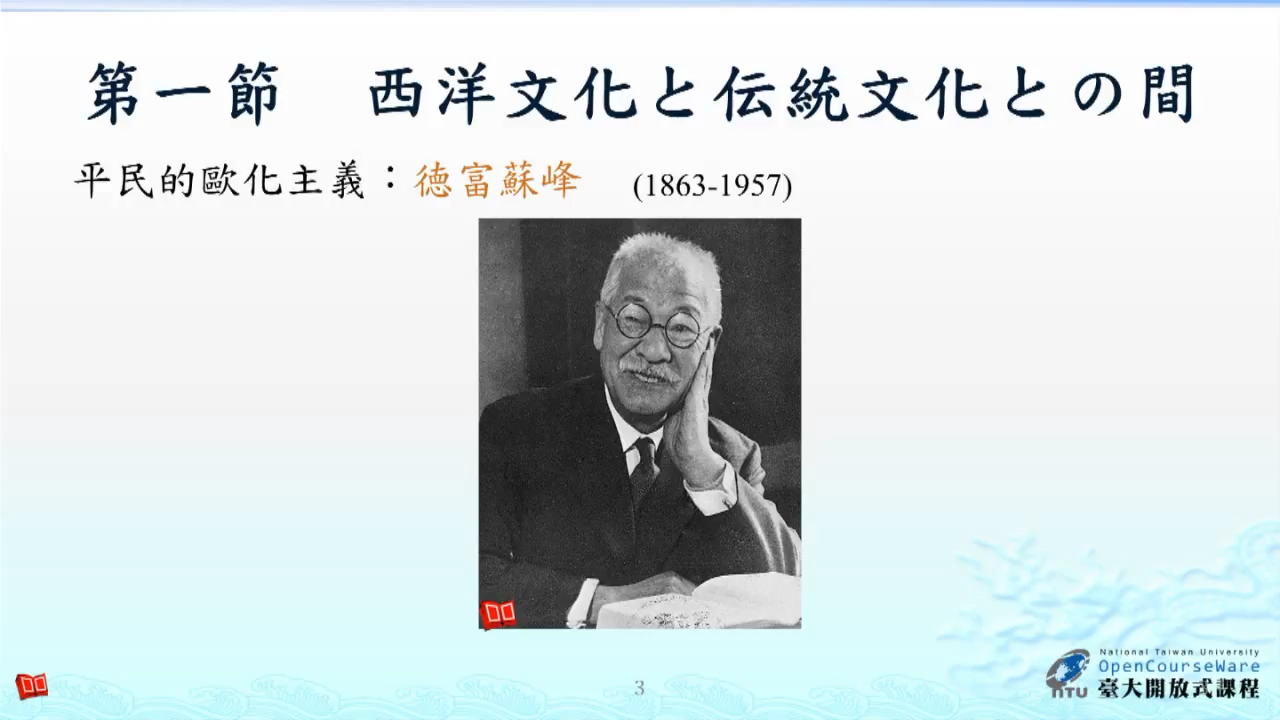 第一節 西洋文化と伝統文化との間
平民的歐化主義：德富蘇峰 (1863-1957)
3
National Taiwan University
OpenCourseWare
NTU 臺大開放式課程